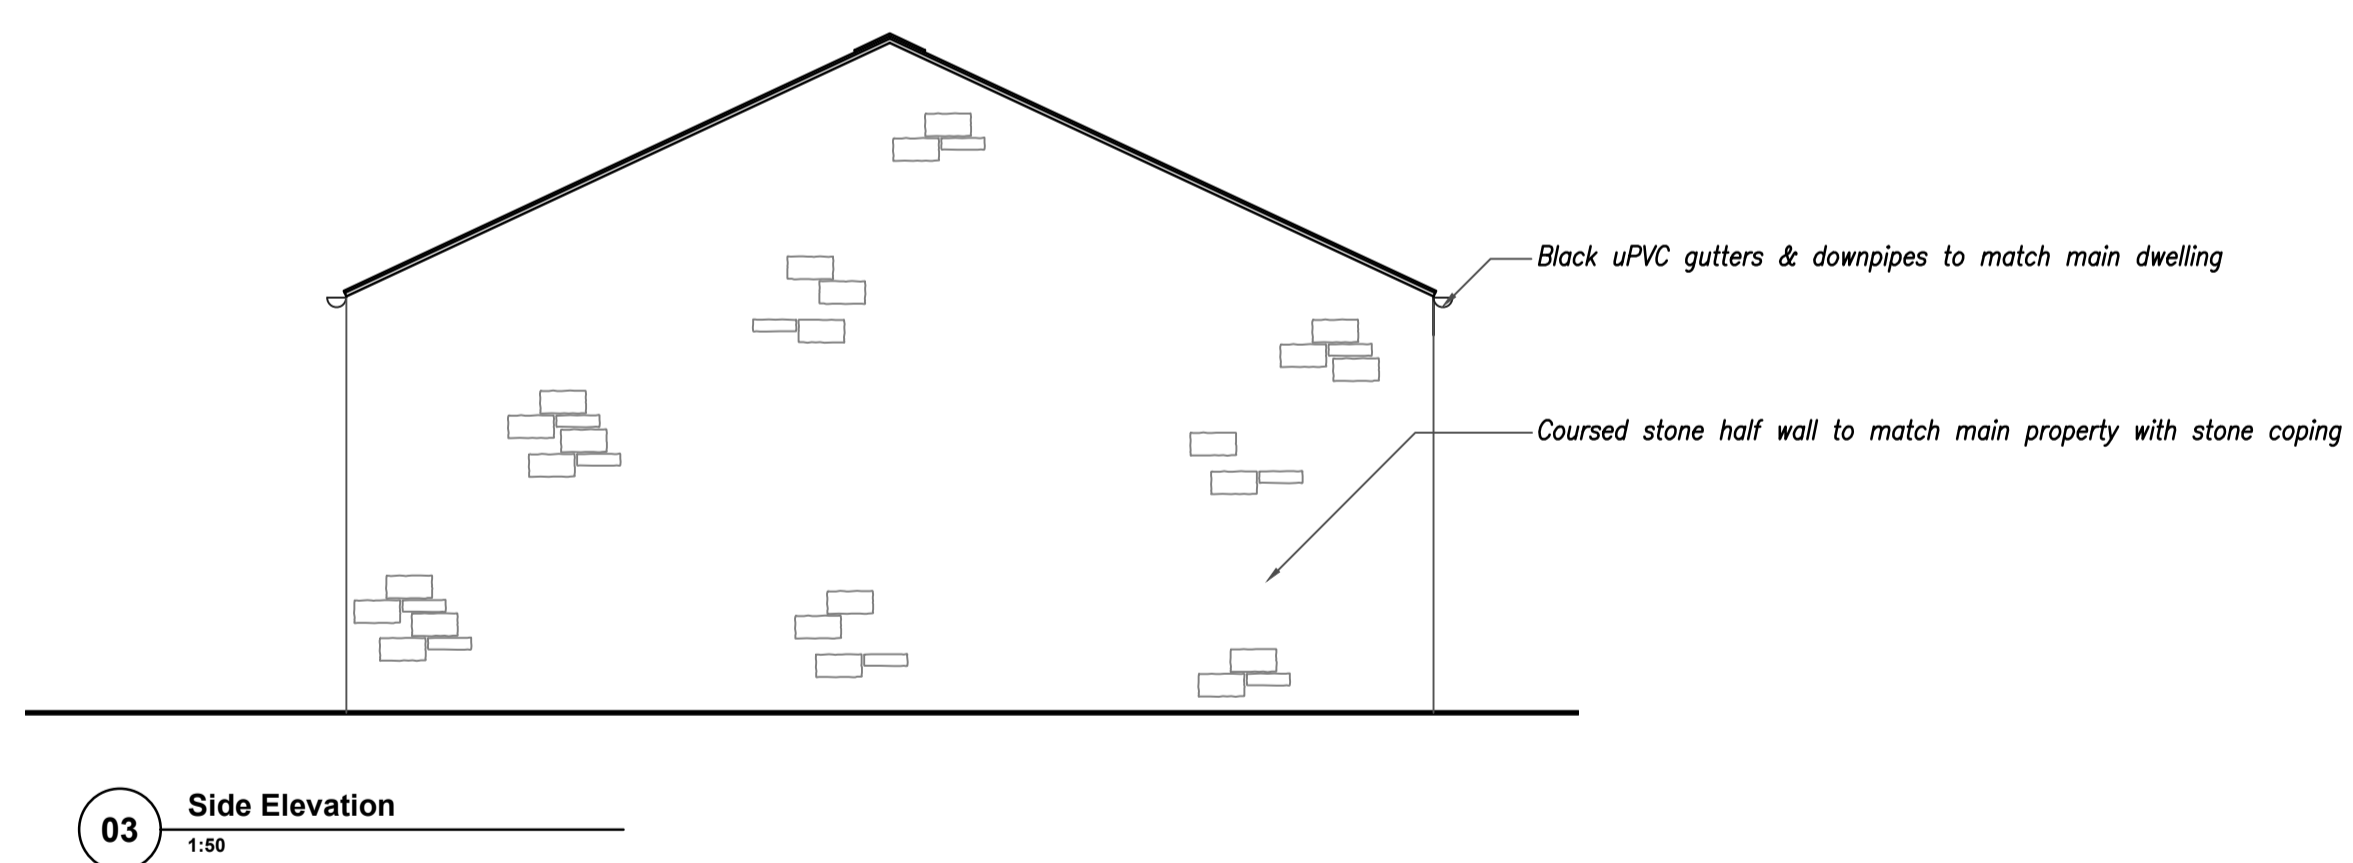 Black uPVC gutters & downpipes to match main dwelling
Coursed stone half wall to match main property with stone coping
03
Side Elevation
1:50